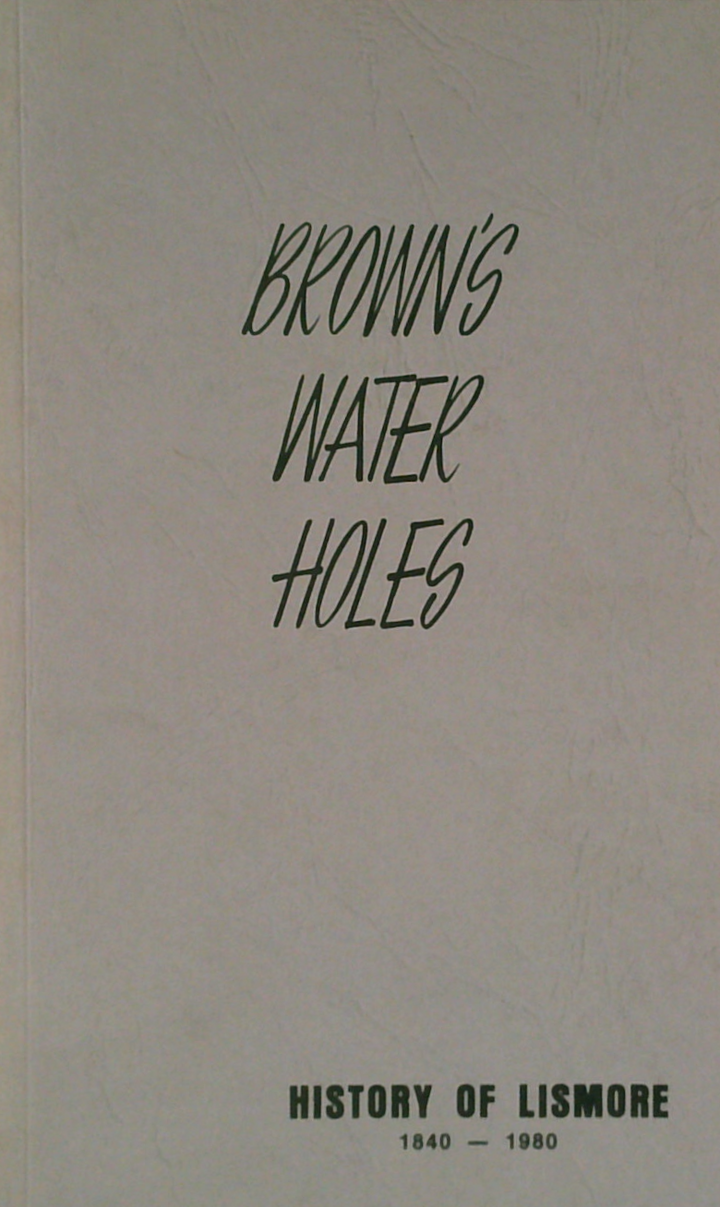 BROWN'S
WATER
HOLES
HISTORY OF LISMORE
1840 — 1980